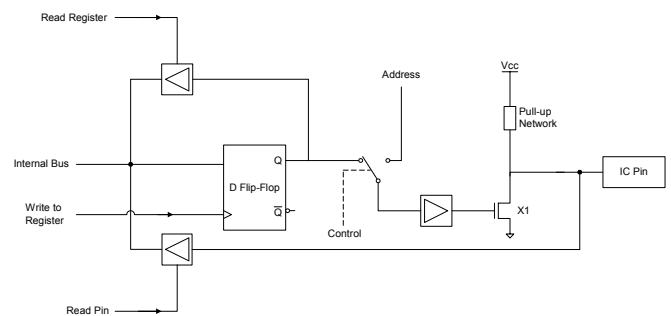 Read Register
Address
Vcc
Pull-up
Network
Internal Bus
Q
D Flip-Flop
IC Pin
Write to
Register
Q
X1
Control
Read Pin